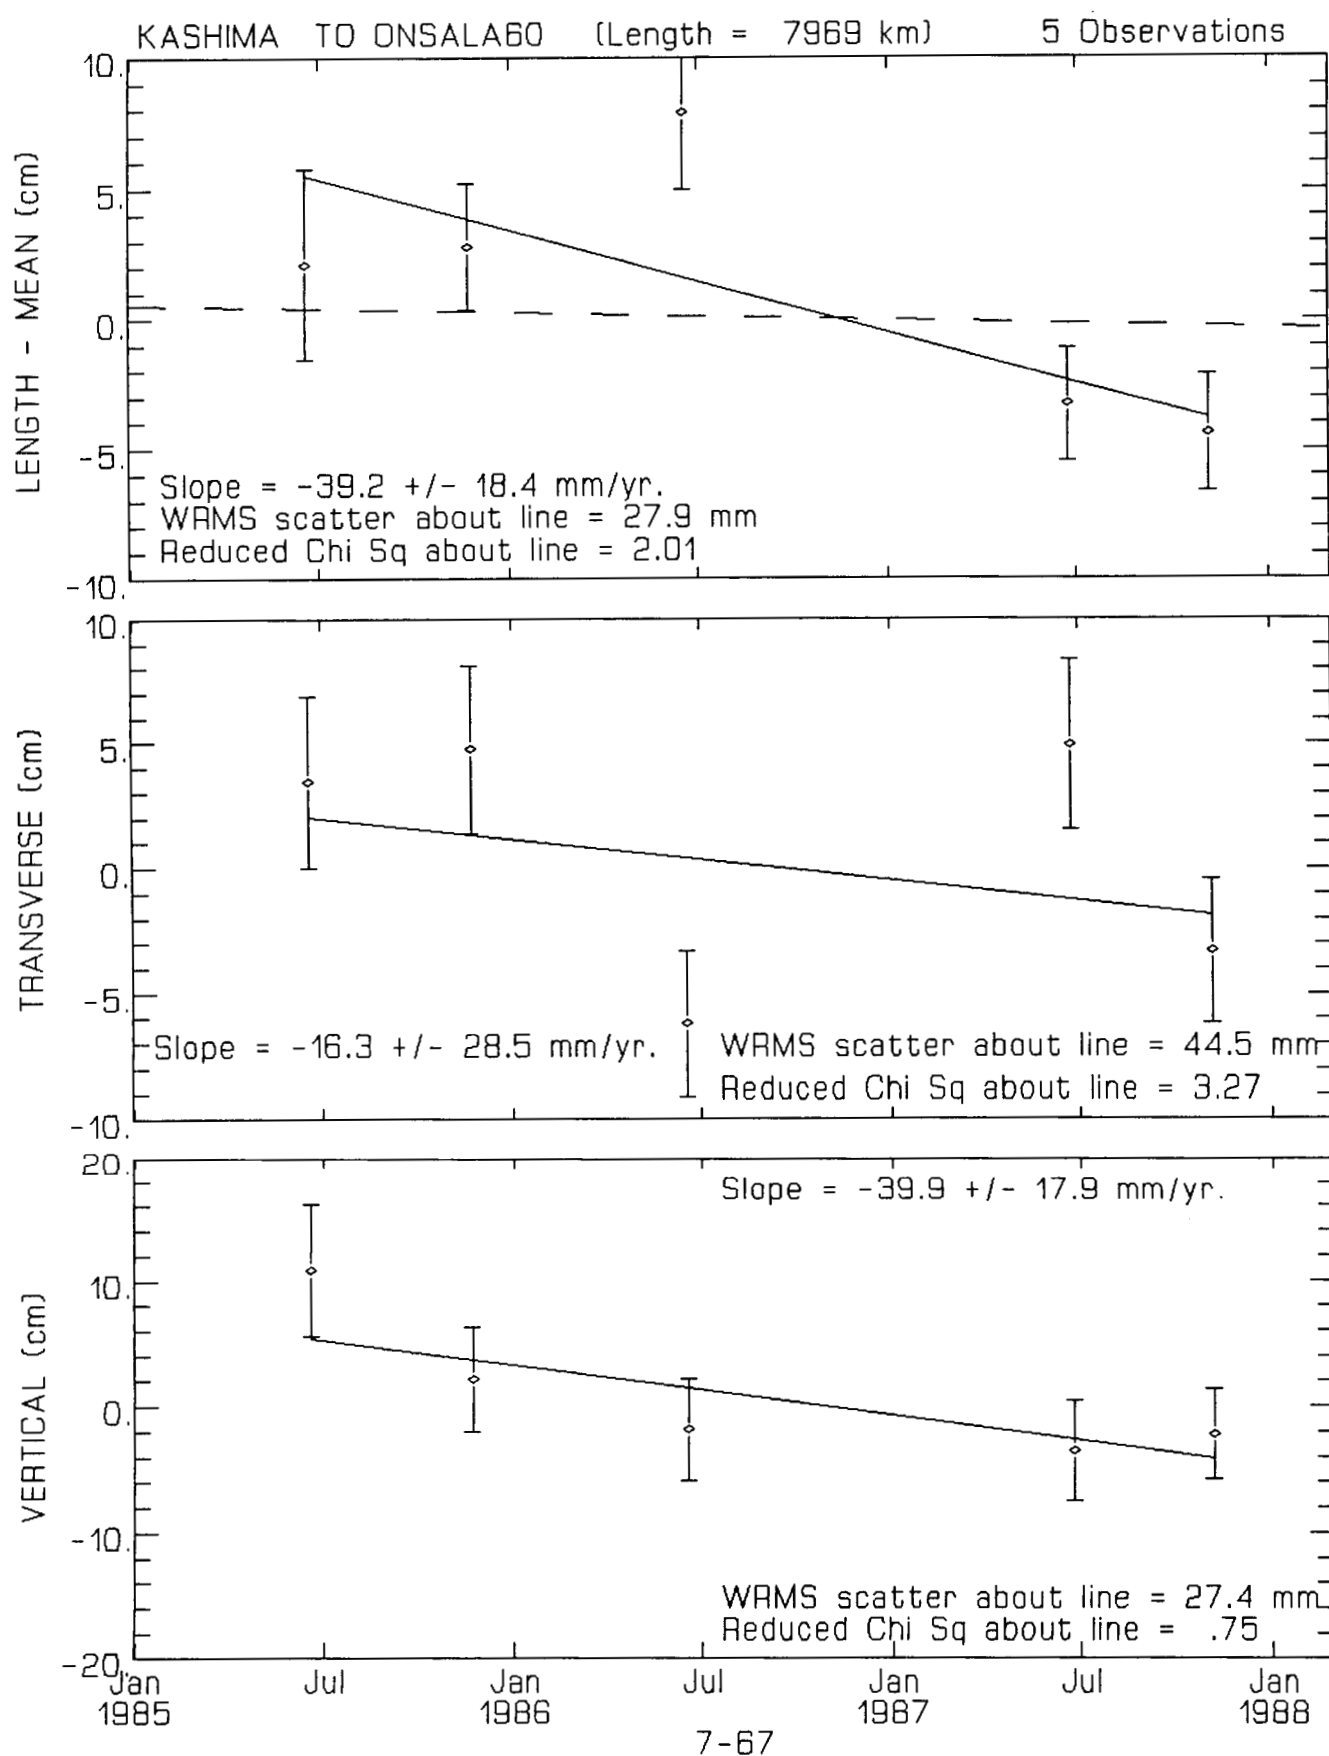 KASHIMA TO ONSALA60 (Length = 7969 km) 5 Observations
10.
5.
0.
-5.
-10.
LENGTH - MEAN (cm)
Slope = -39.2 +/- 18.4 mm/yr.
WRMS scatter about line = 27.9 mm
Reduced Chi Sq about line = 2.01
10.
5.
0.
-5.
-10.
TRANSVERSE (cm)
Slope = -16.3 +/- 28.5 mm/yr.
WRMS scatter about line = 44.5 mm
Reduced Chi Sq about line = 3.27
20.
10.
0.
-10.
-20.
VERTICAL (cm)
Slope = -39.9 +/- 17.9 mm/yr.
WRMS scatter about line = 27.4 mm
Reduced Chi Sq about line = .75
Jan Jul Jan Jul Jan Jul Jan
1985 1986 1987 1988
7-67